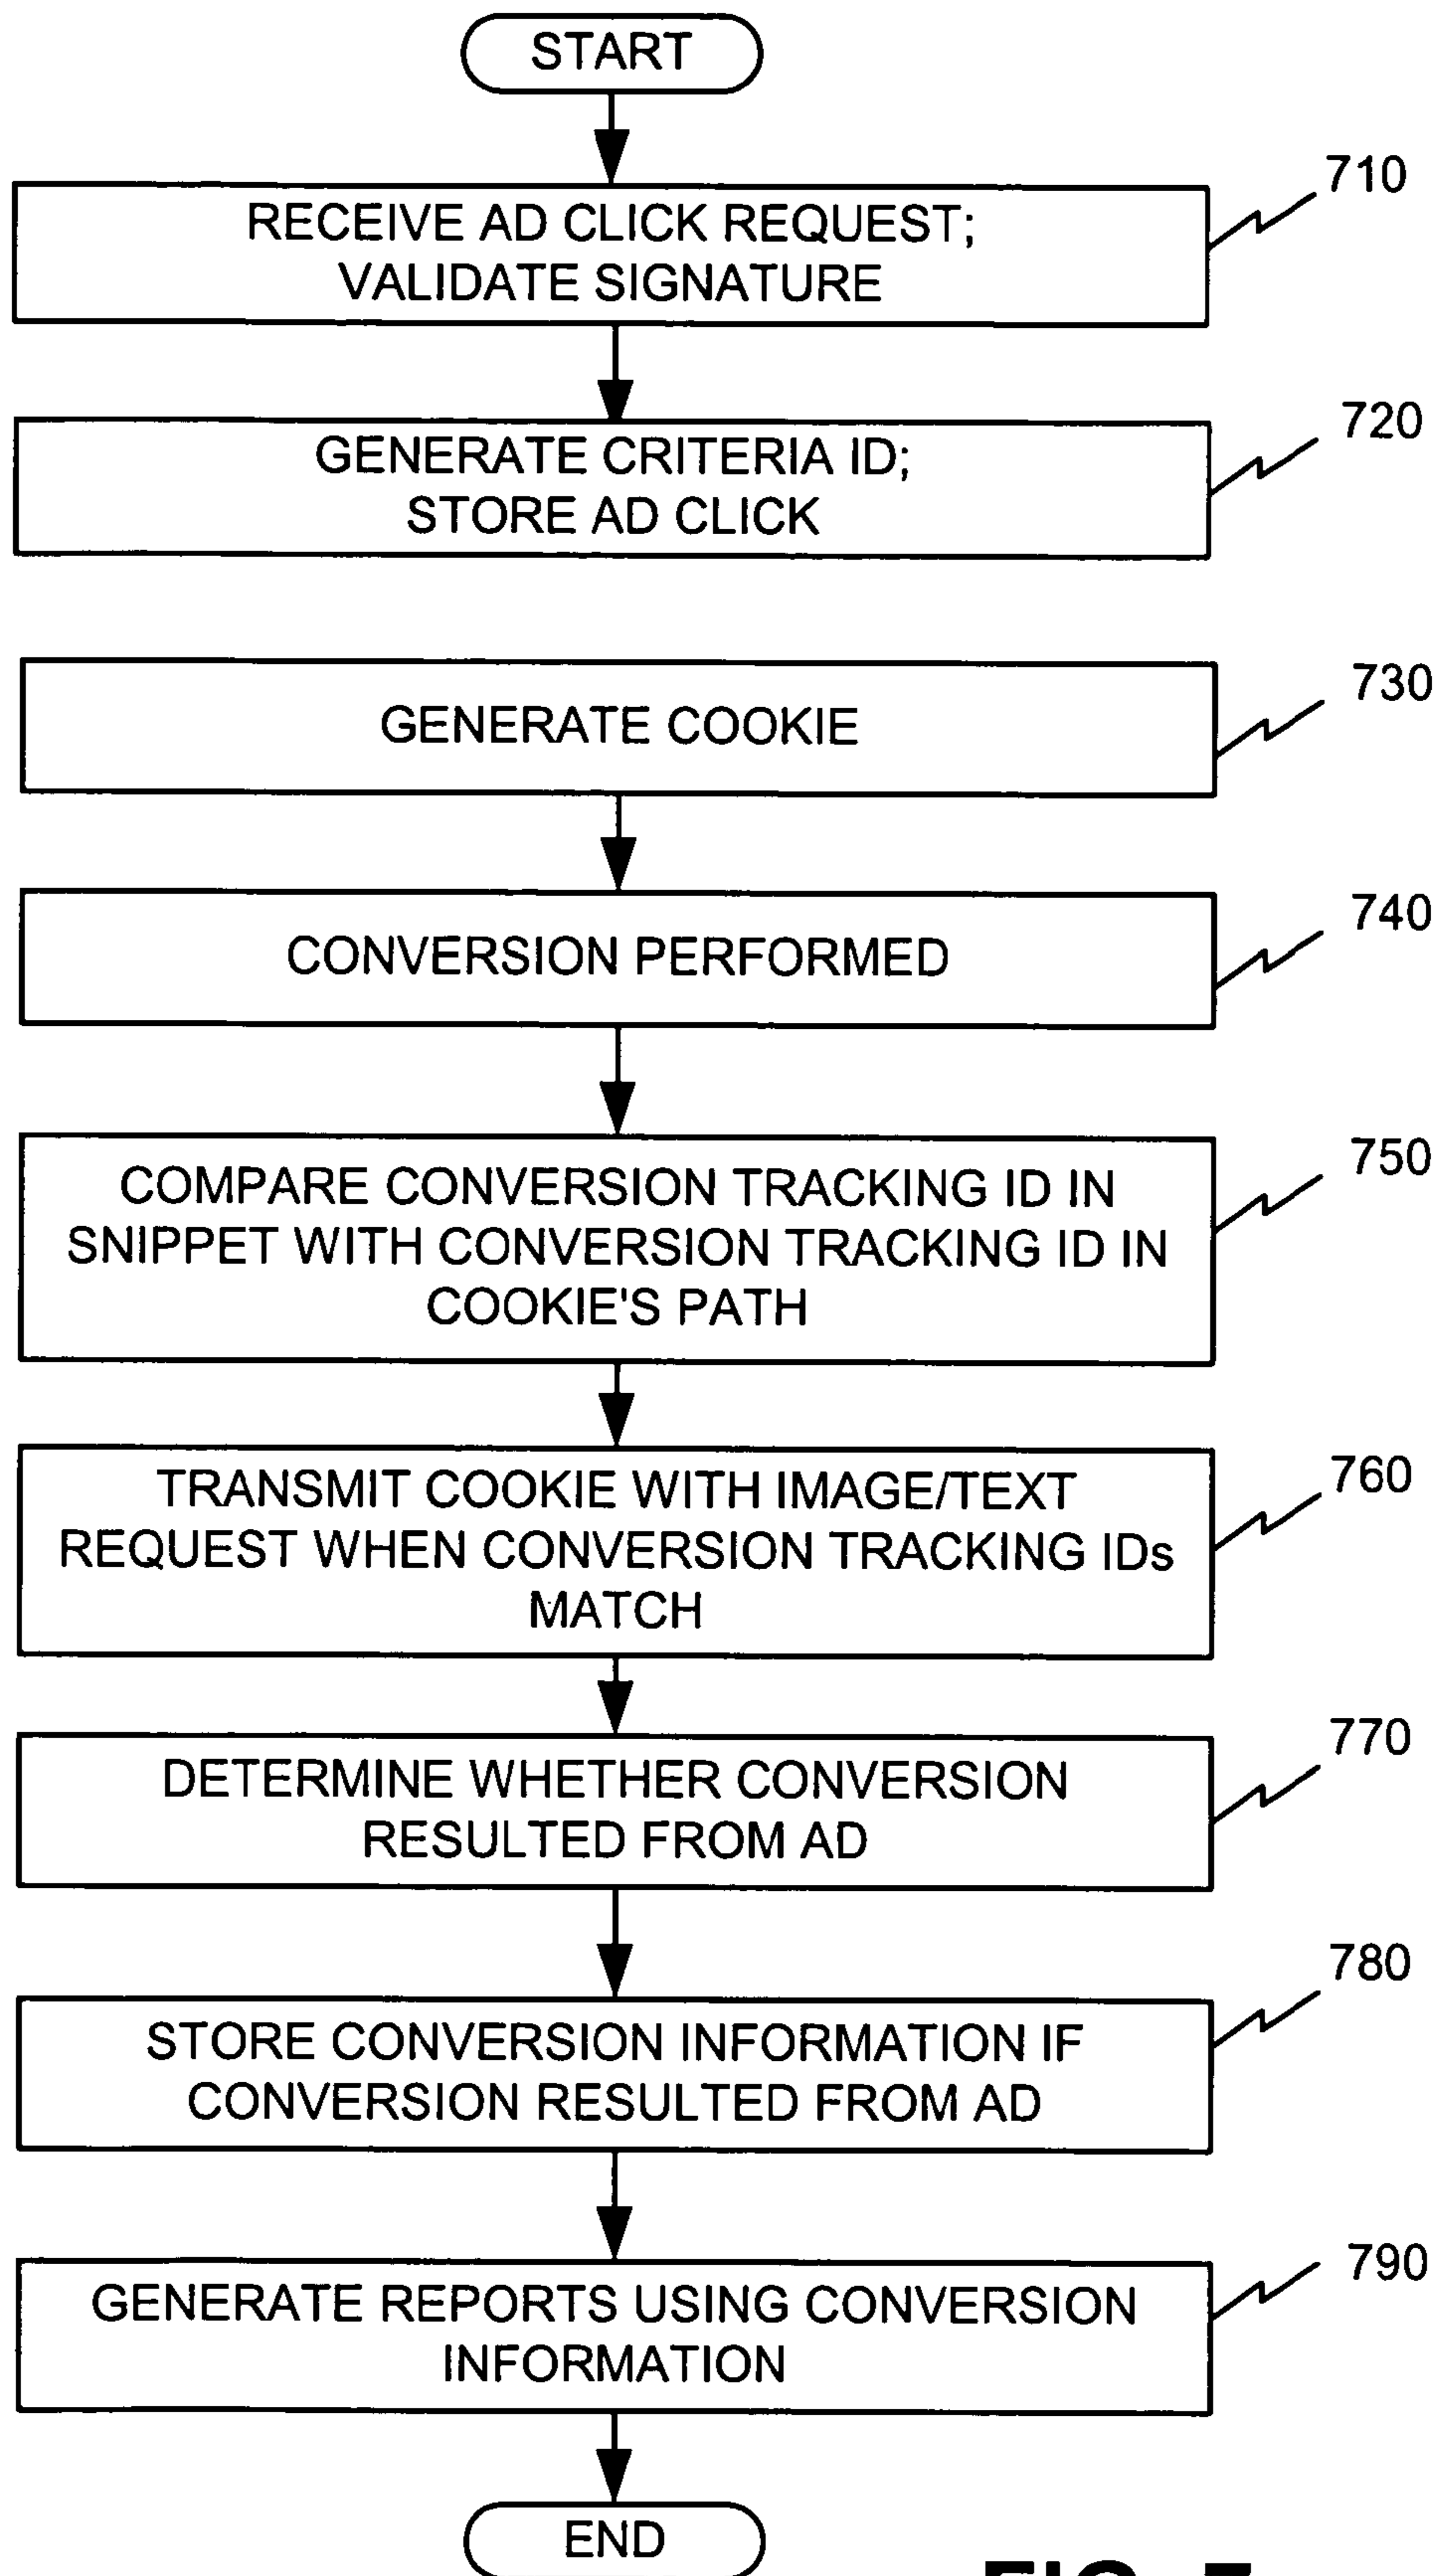 START
710
RECEIVE AD CLICK REQUEST;
VALIDATE SIGNATURE
720
GENERATE CRITERIA ID;
STORE AD CLICK
730
GENERATE COOKIE
740
CONVERSION PERFORMED
750
COMPARE CONVERSION TRACKING ID IN
SNIPPET WITH CONVERSION TRACKING ID IN
COOKIE'S PATH
760
TRANSMIT COOKIE WITH IMAGE/TEXT
REQUEST WHEN CONVERSION TRACKING IDs
MATCH
770
DETERMINE WHETHER CONVERSION
RESULTED FROM AD
780
STORE CONVERSION INFORMATION IF
CONVERSION RESULTED FROM AD
790
GENERATE REPORTS USING CONVERSION
INFORMATION
END